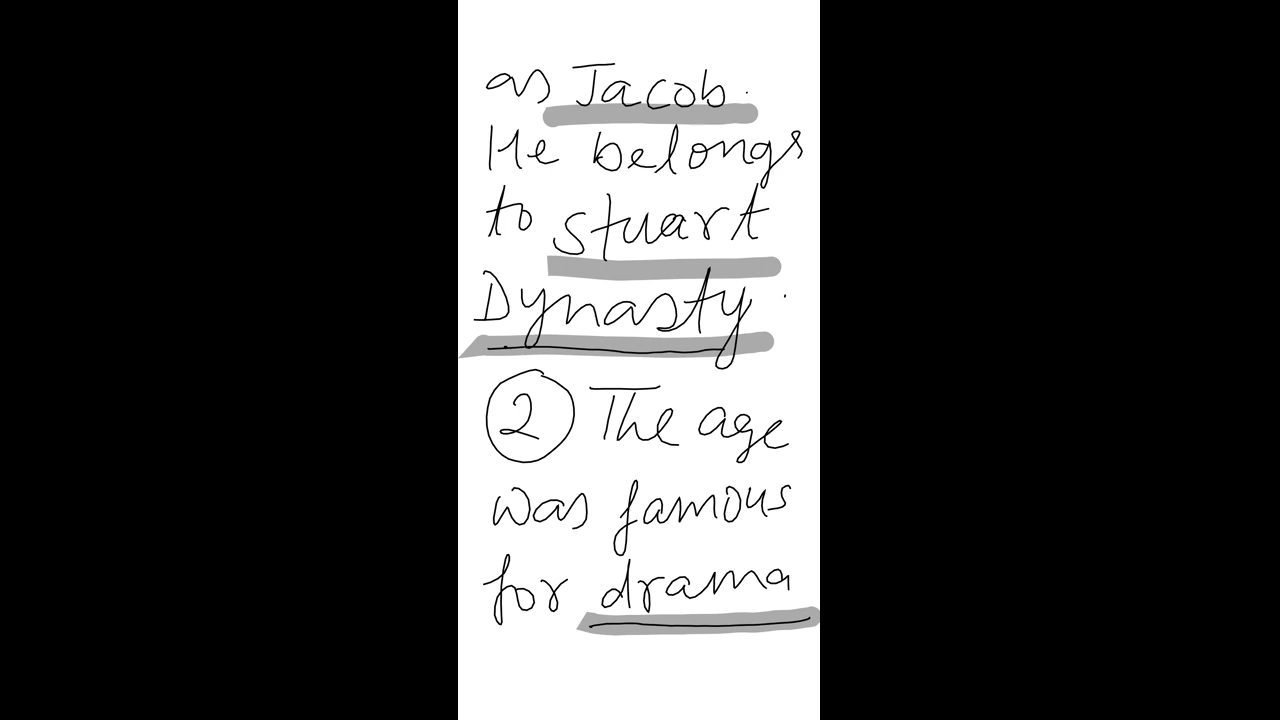 as Jacob.
He belongs
to stuart
Dynasty.
2 The age
was famous
for drama